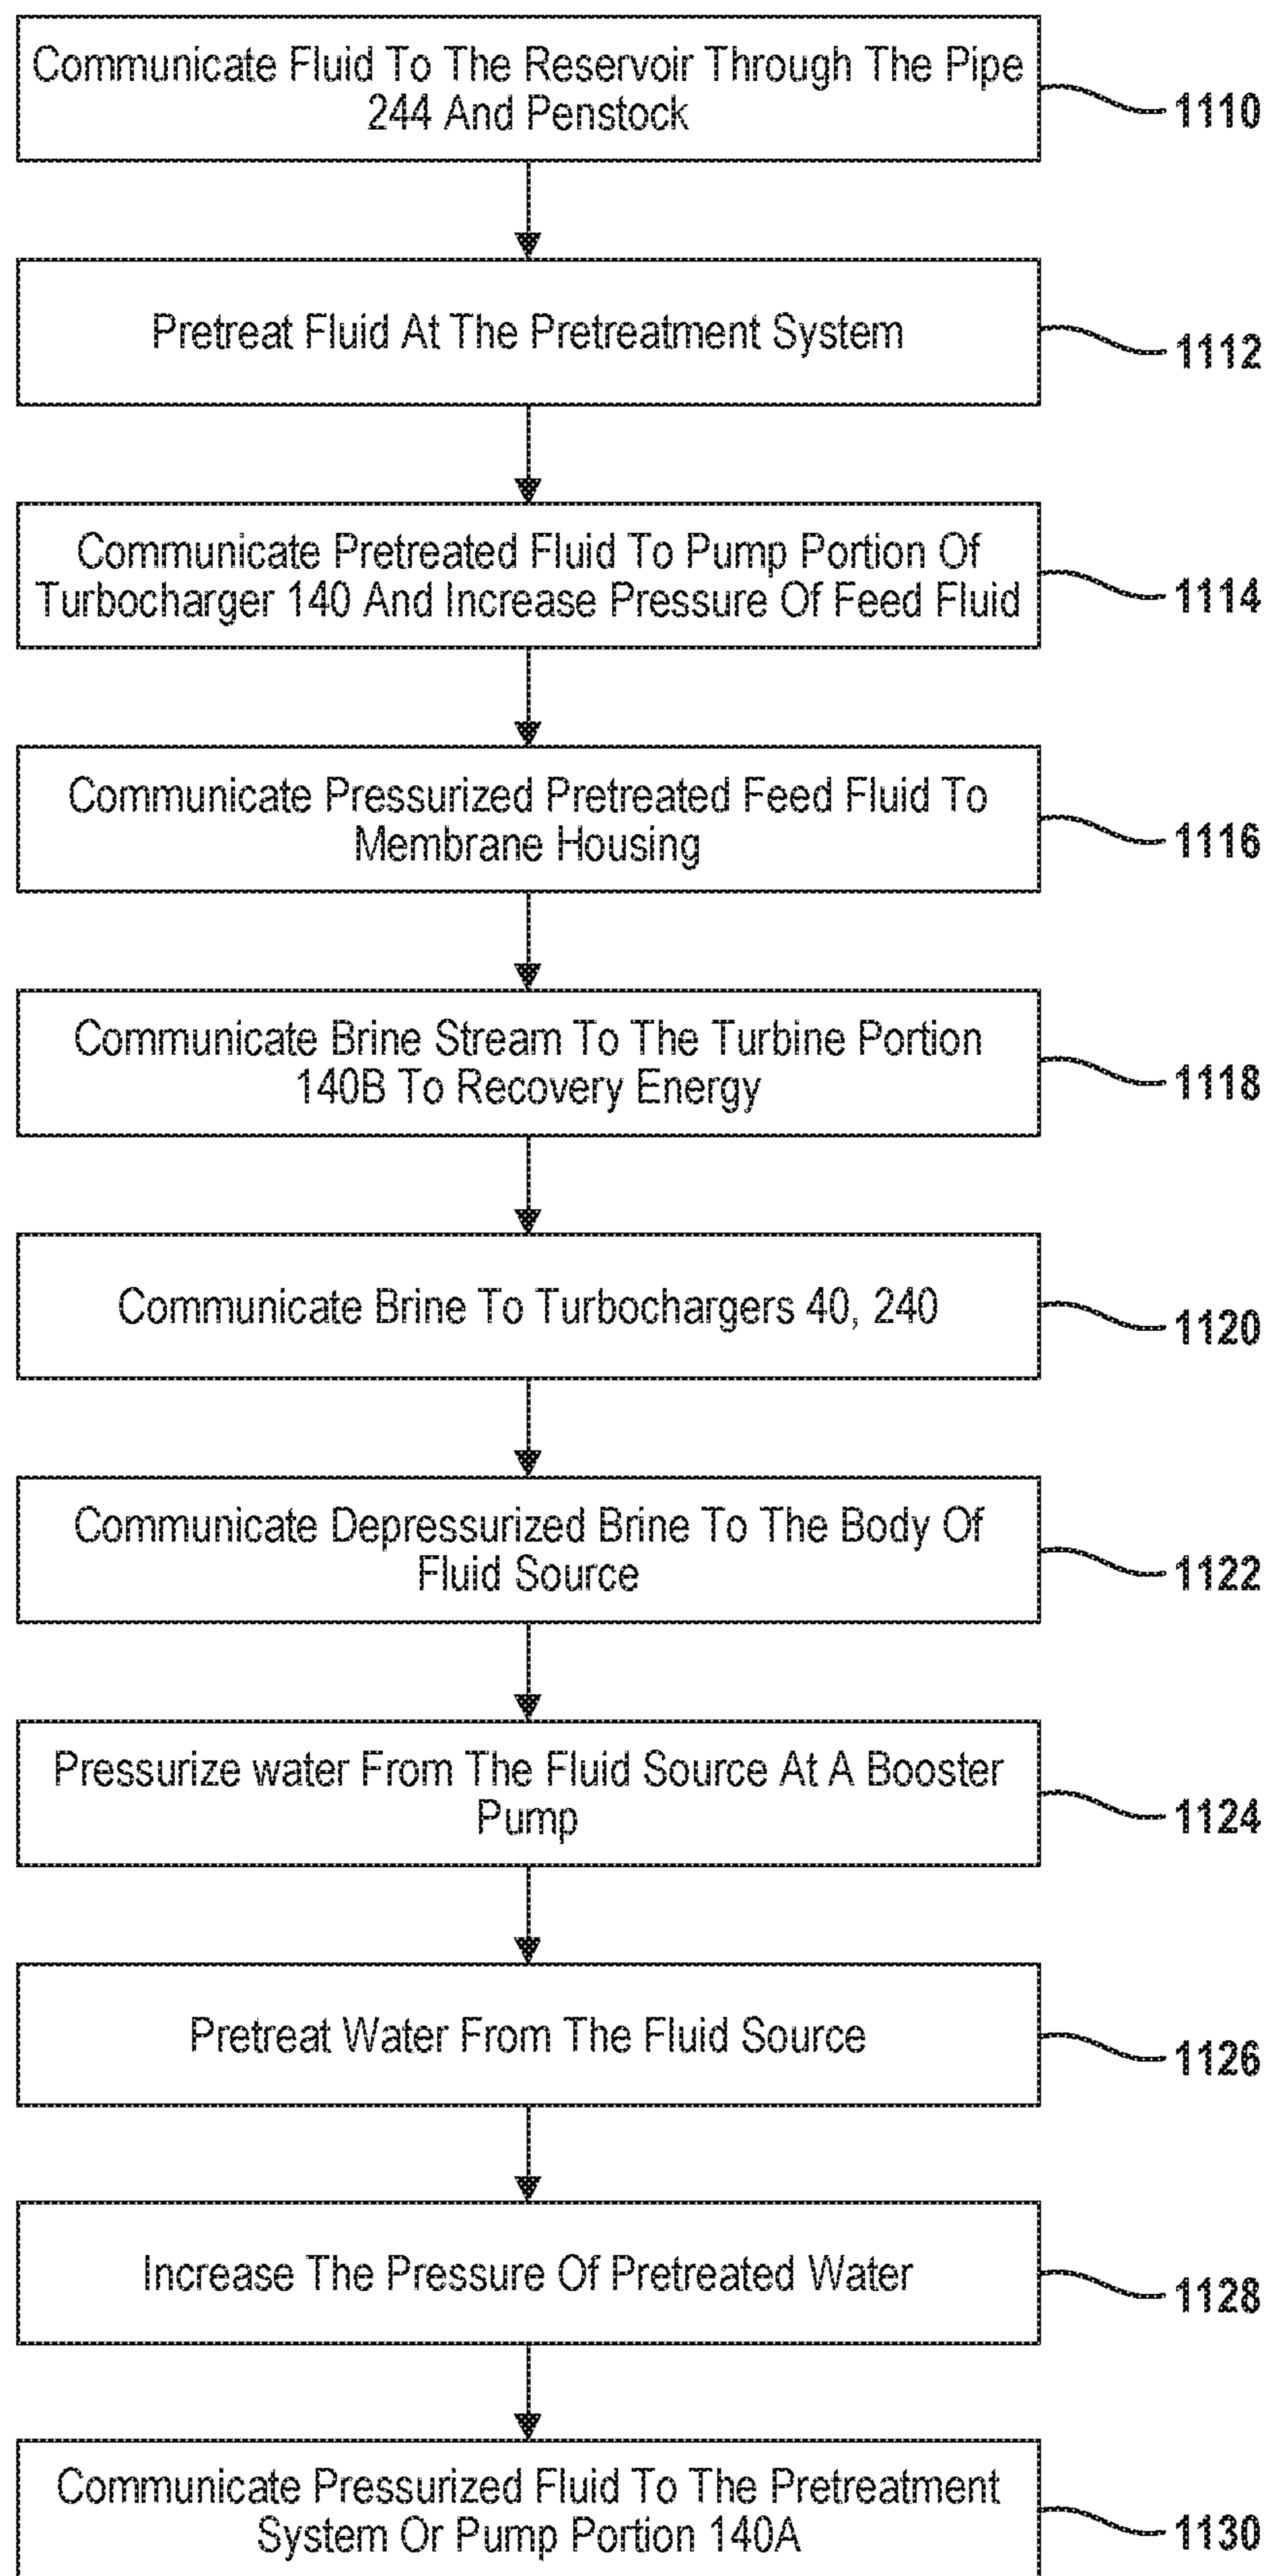 Communicate Fluid To The Reservoir Through The Pipe
244 And Penstock
1110
Pretreat Fluid At The Pretreatment System
1112
Communicate Pretreated Fluid To Pump Portion Of
Turbocharger 140 And Increase Pressure Of Feed Fluid
1114
Communicate Pressurized Pretreated Feed Fluid To
Membrane Housing
1116
Communicate Brine Stream To The Turbine Portion
140B To Recovery Energy
1118
Communicate Brine To Turbochargers 40, 240
1120
Communicate Depressurized Brine To The Body Of
Fluid Source
1122
Pressurize water From The Fluid Source At A Booster
Pump
1124
Pretreat Water From The Fluid Source
1126
Increase The Pressure Of Pretreated Water
1128
Communicate Pressurized Fluid To The Pretreatment
System Or Pump Portion 140A
1130